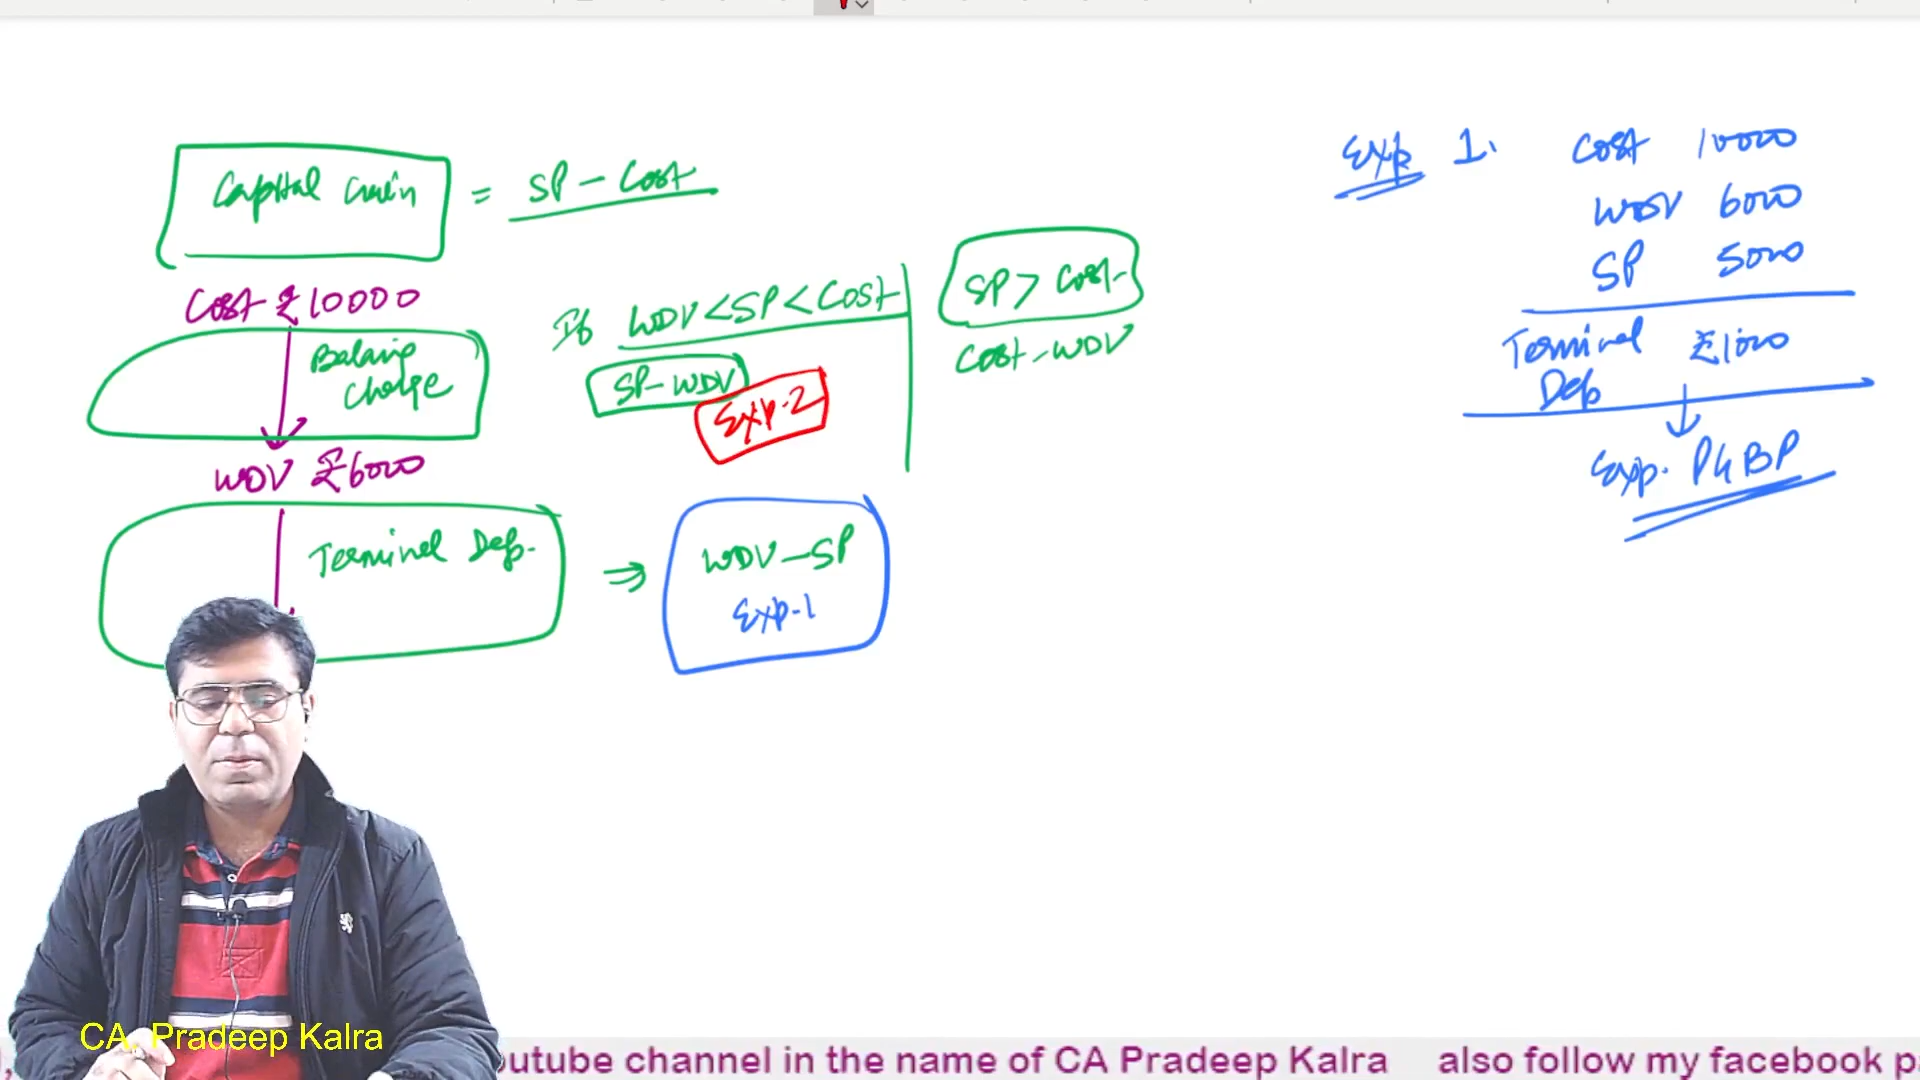 Capital Gain = SP - Cost
Cost ₹10000
Balancing
Charge
If WDV < SP < Cost
SP - WDV
Exp-2
SP > Cost
Cost - WDV
WDV ₹6000
Terminal Dep. ⇒ WDV - SP
Exp-1
Exp 1. Cost 10000
WDV 6000
SP 5000
Terminal ₹1000
Dep
Exp. PGBP
CA. Pradeep Kalra
outube channel in the name of CA Pradeep Kalra also follow my facebook pa